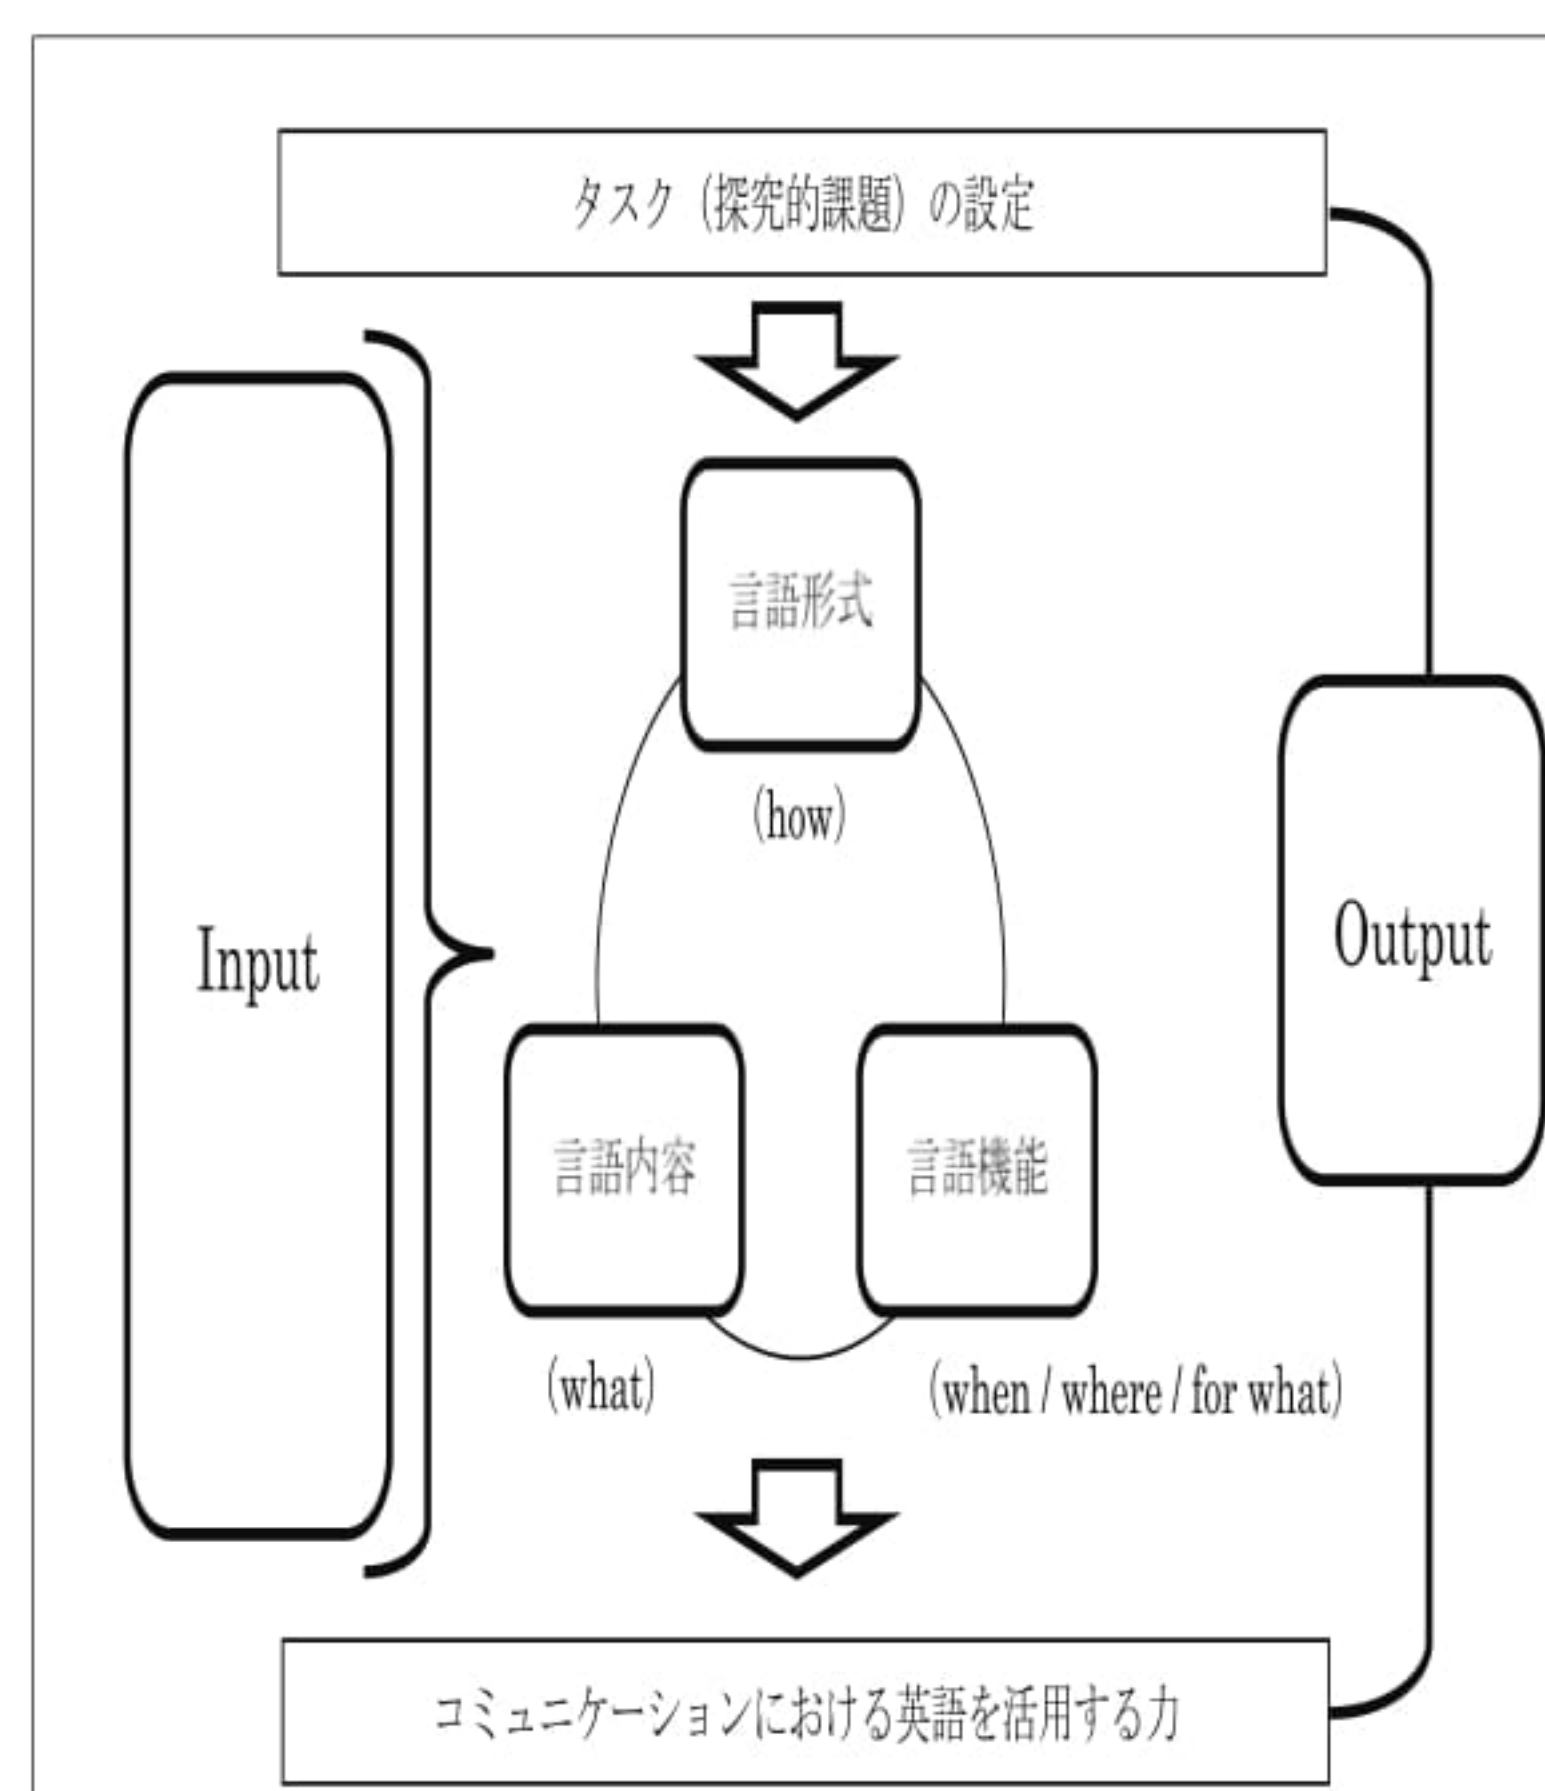 タスク（探究的課題）の設定
言語形式
(how)
Input
Output
言語内容
言語機能
(what)
(when / where / for what)
コミュニケーションにおける英語を活用する力